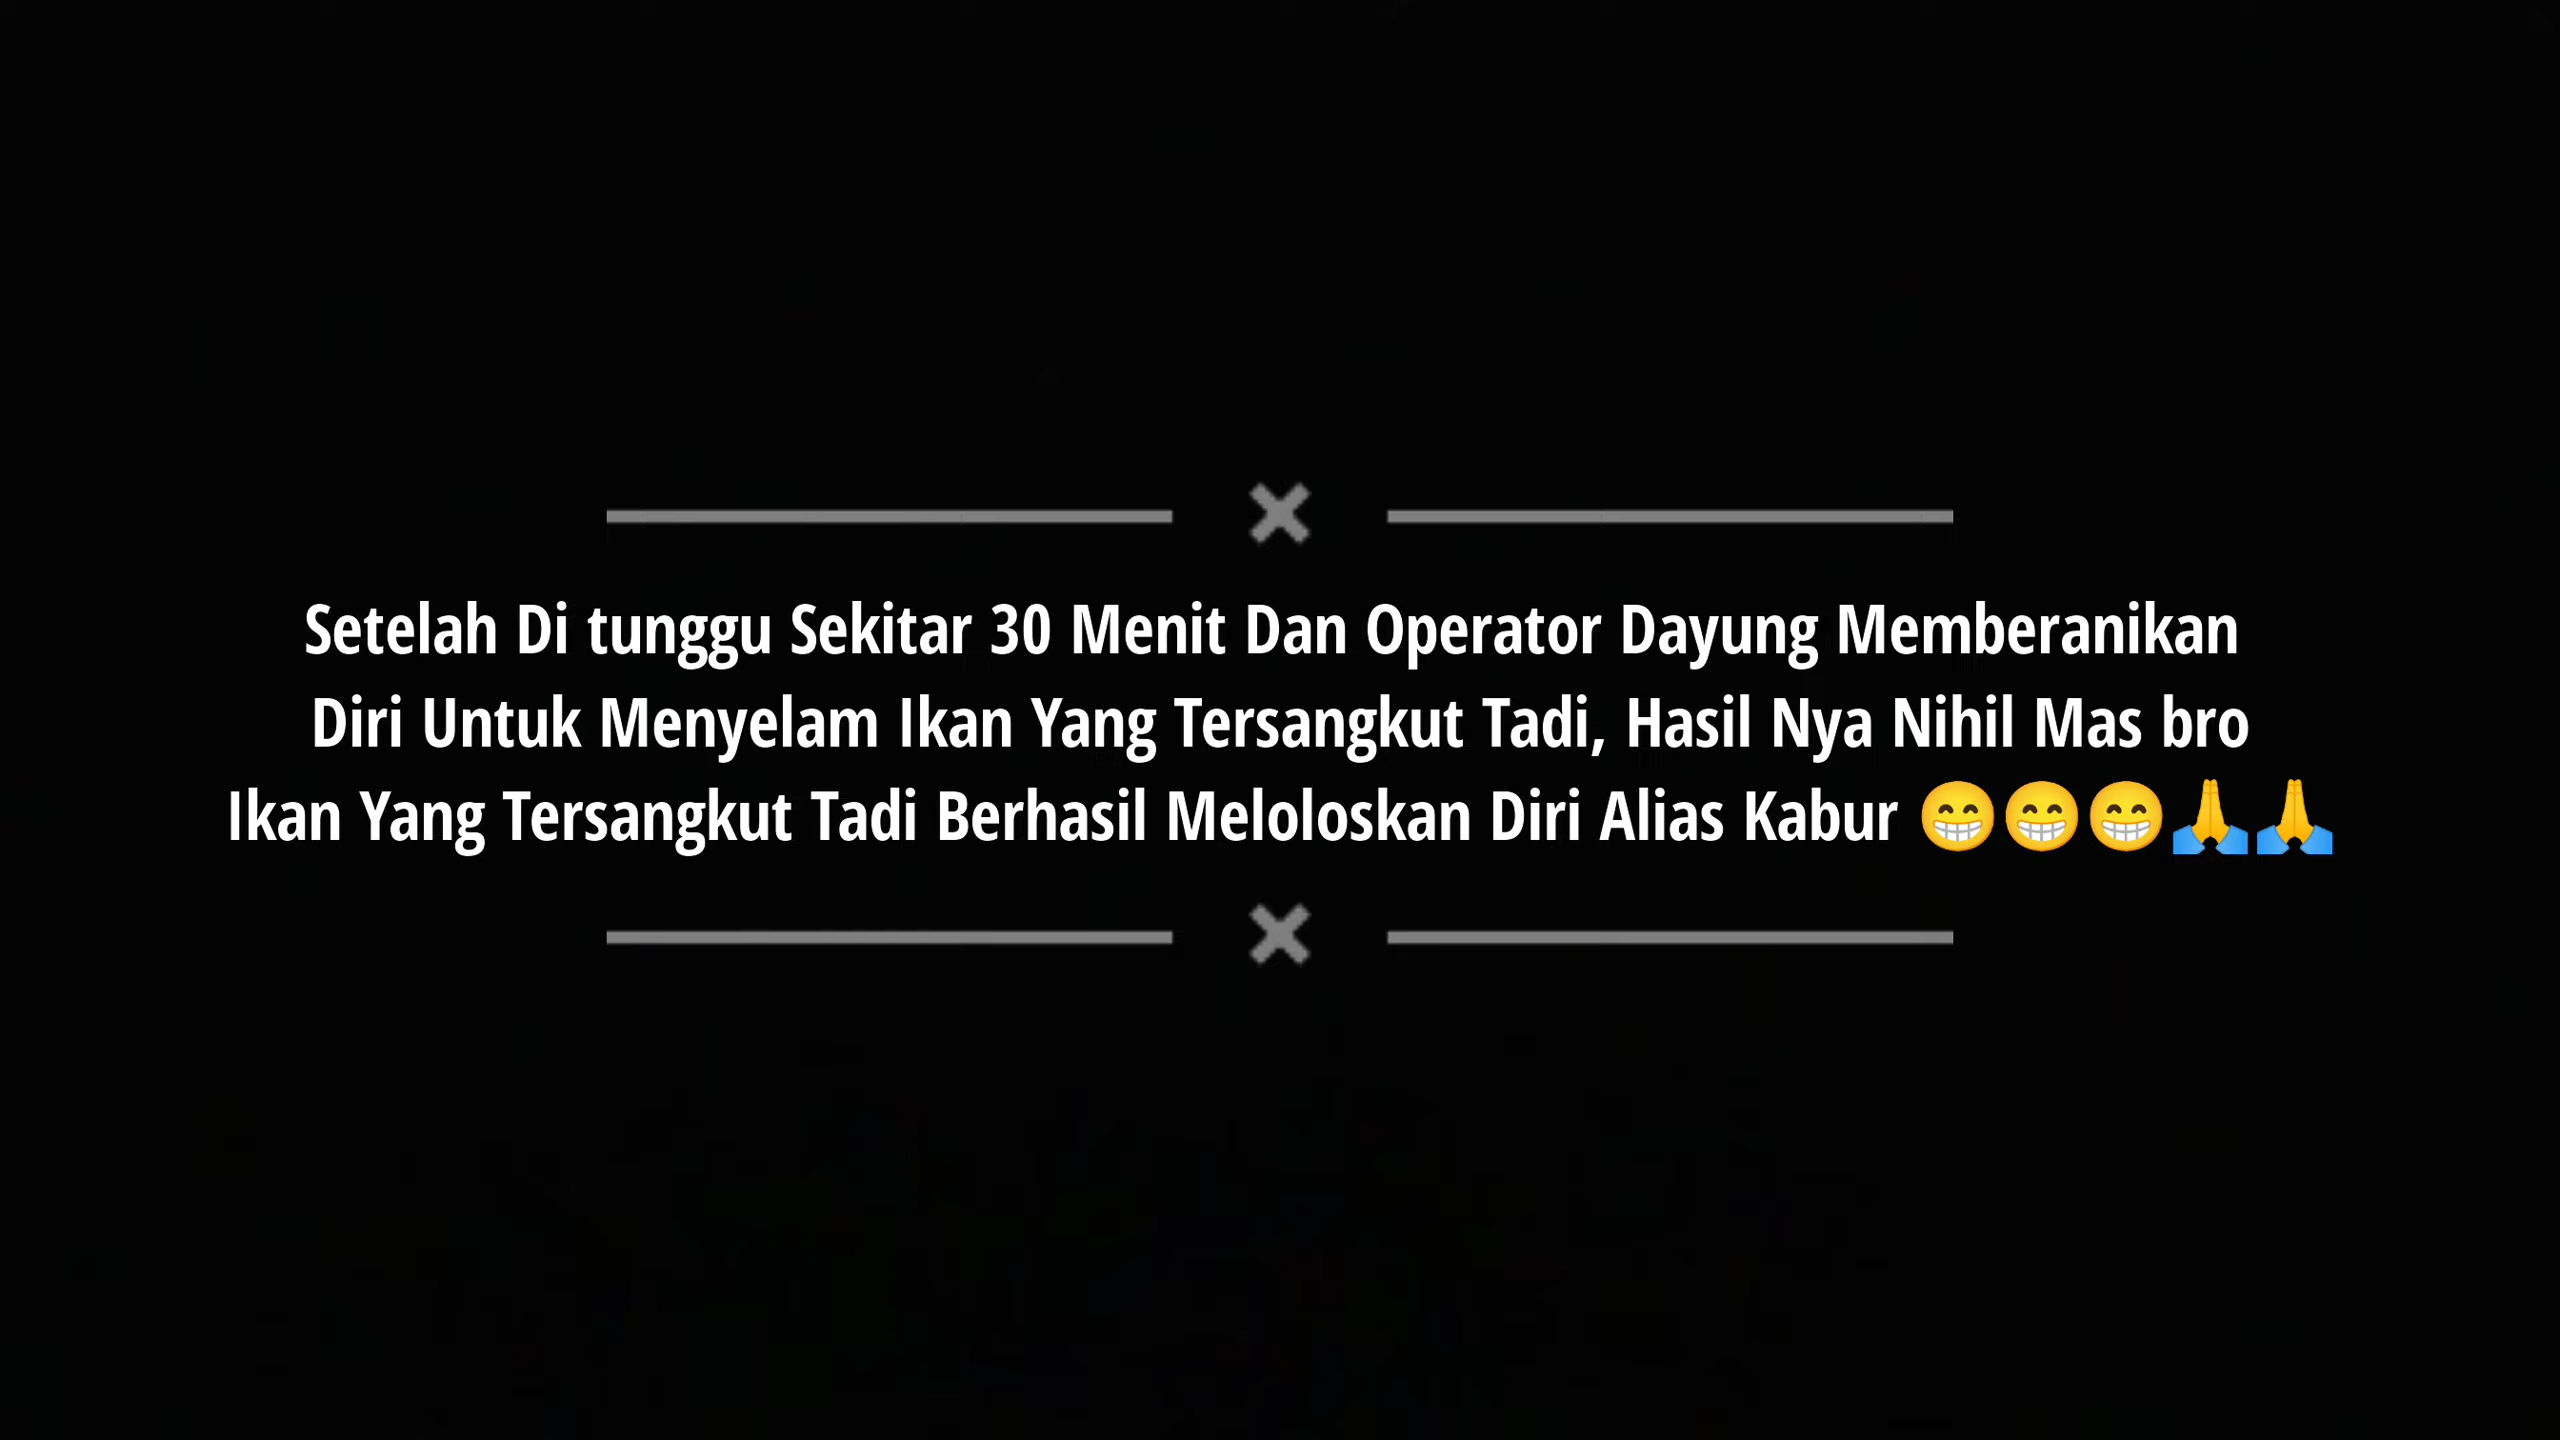 Setelah Di tunggu Sekitar 30 Menit Dan Operator Dayung Memberanikan
Diri Untuk Menyelam Ikan Yang Tersangkut Tadi, Hasil Nya Nihil Mas bro
Ikan Yang Tersangkut Tadi Berhasil Meloloskan Diri Alias Kabur 😁😁😁🙏🙏